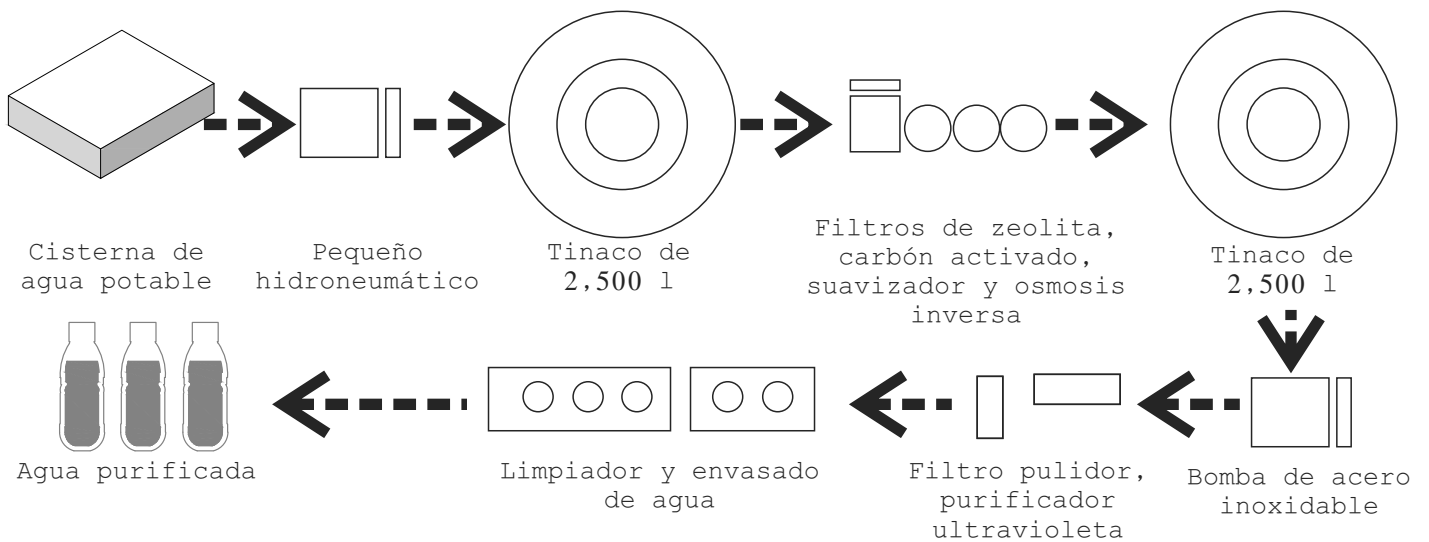 Cisterna de
agua potable
Pequeño
hidroneumático
Tinaco de
2,500 l
Filtros de zeolita,
carbón activado,
suavizador y osmosis
inversa
Tinaco de
2,500 l
Agua purificada
Limpiador y envasado
de agua
Filtro pulidor,
purificador
ultravioleta
Bomba de acero
inoxidable